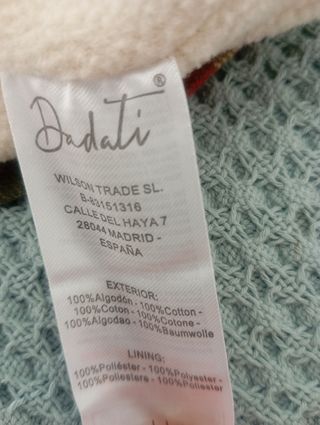 Dadati ®
WILSON TRADE SL.
B-83151316
CALLE DEL HAYA 7
28044 MADRID -
ESPAÑA
EXTERIOR:
100%Algodón - 100%Cotton -
100%Coton - 100%Cotone -
100%Algodao - 100%Baumwolle
LINING:
100%Poliéster - 100%Polyester -
100%Poliestere - 100%Poliéster